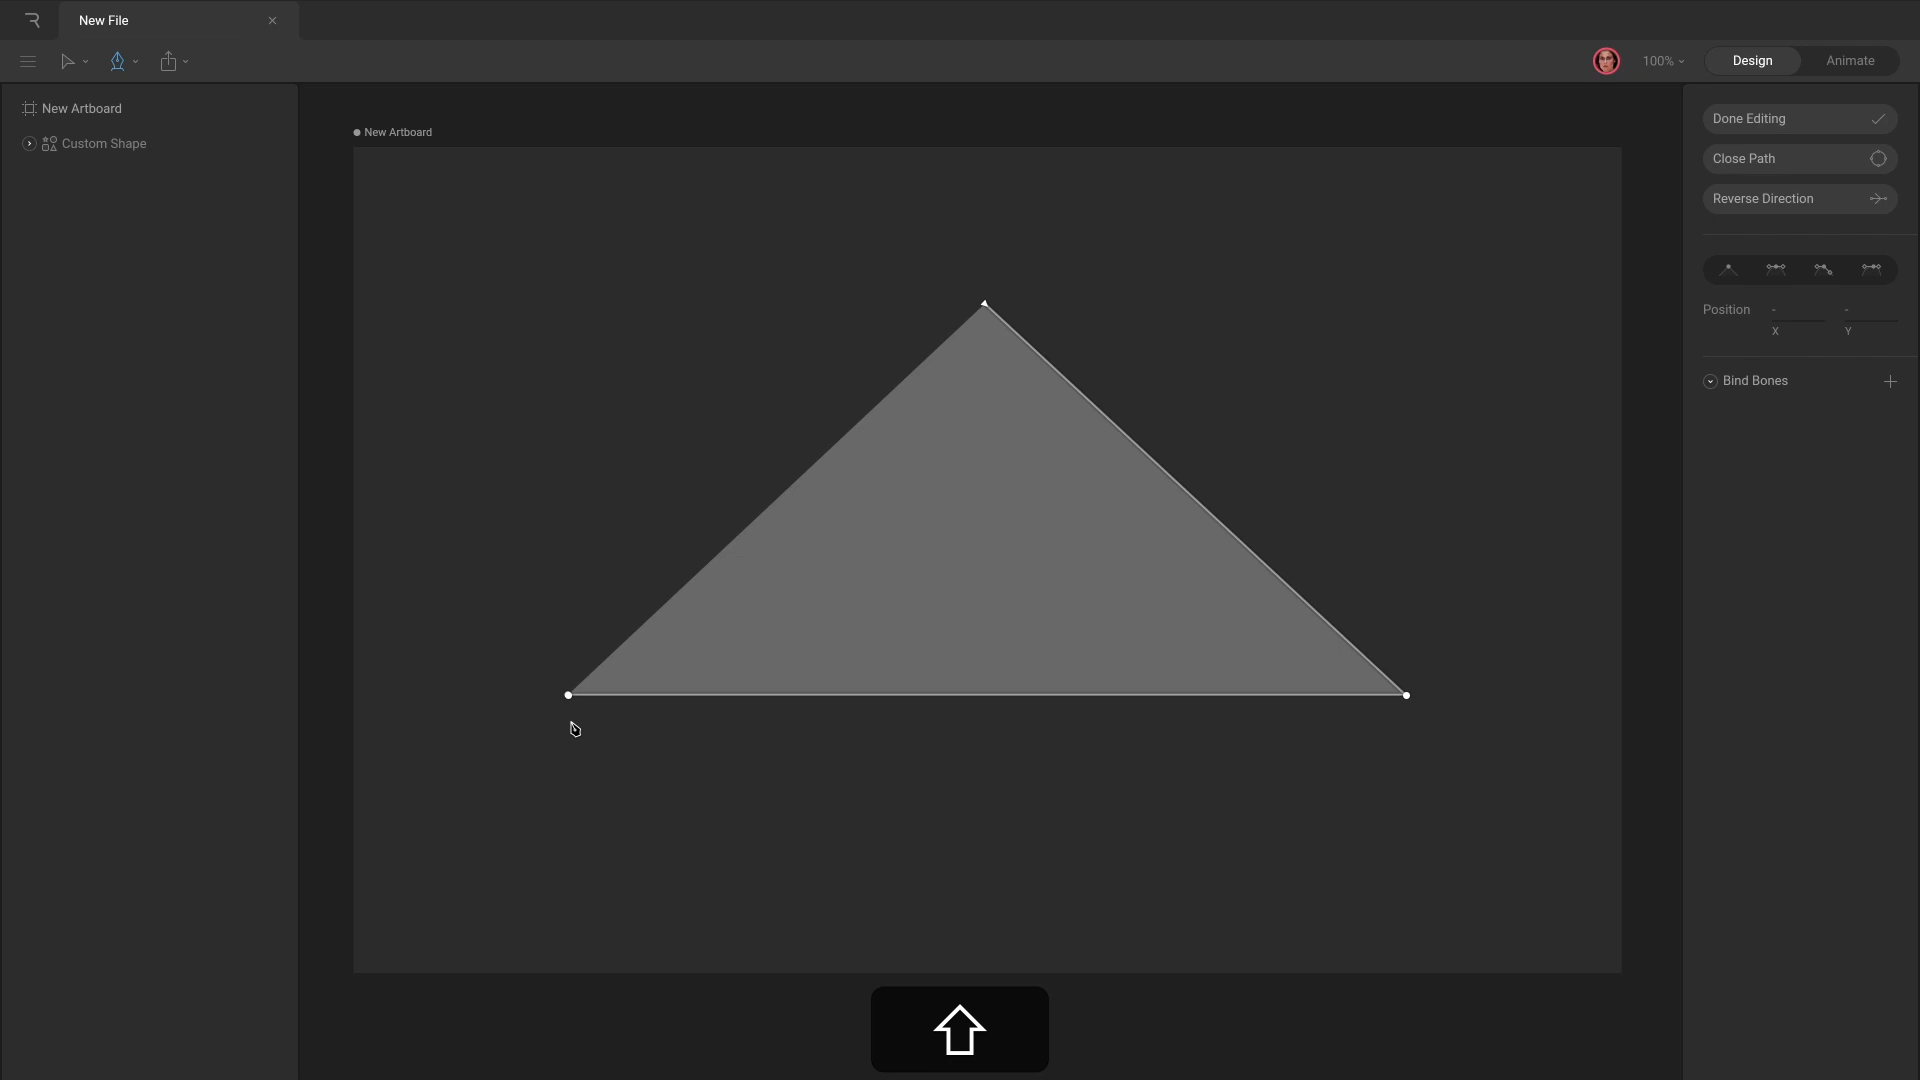 New File
100%
Design
Animate
New Artboard
Custom Shape
New Artboard
Done Editing
Close Path
Reverse Direction
Position - -
X Y
Bind Bones